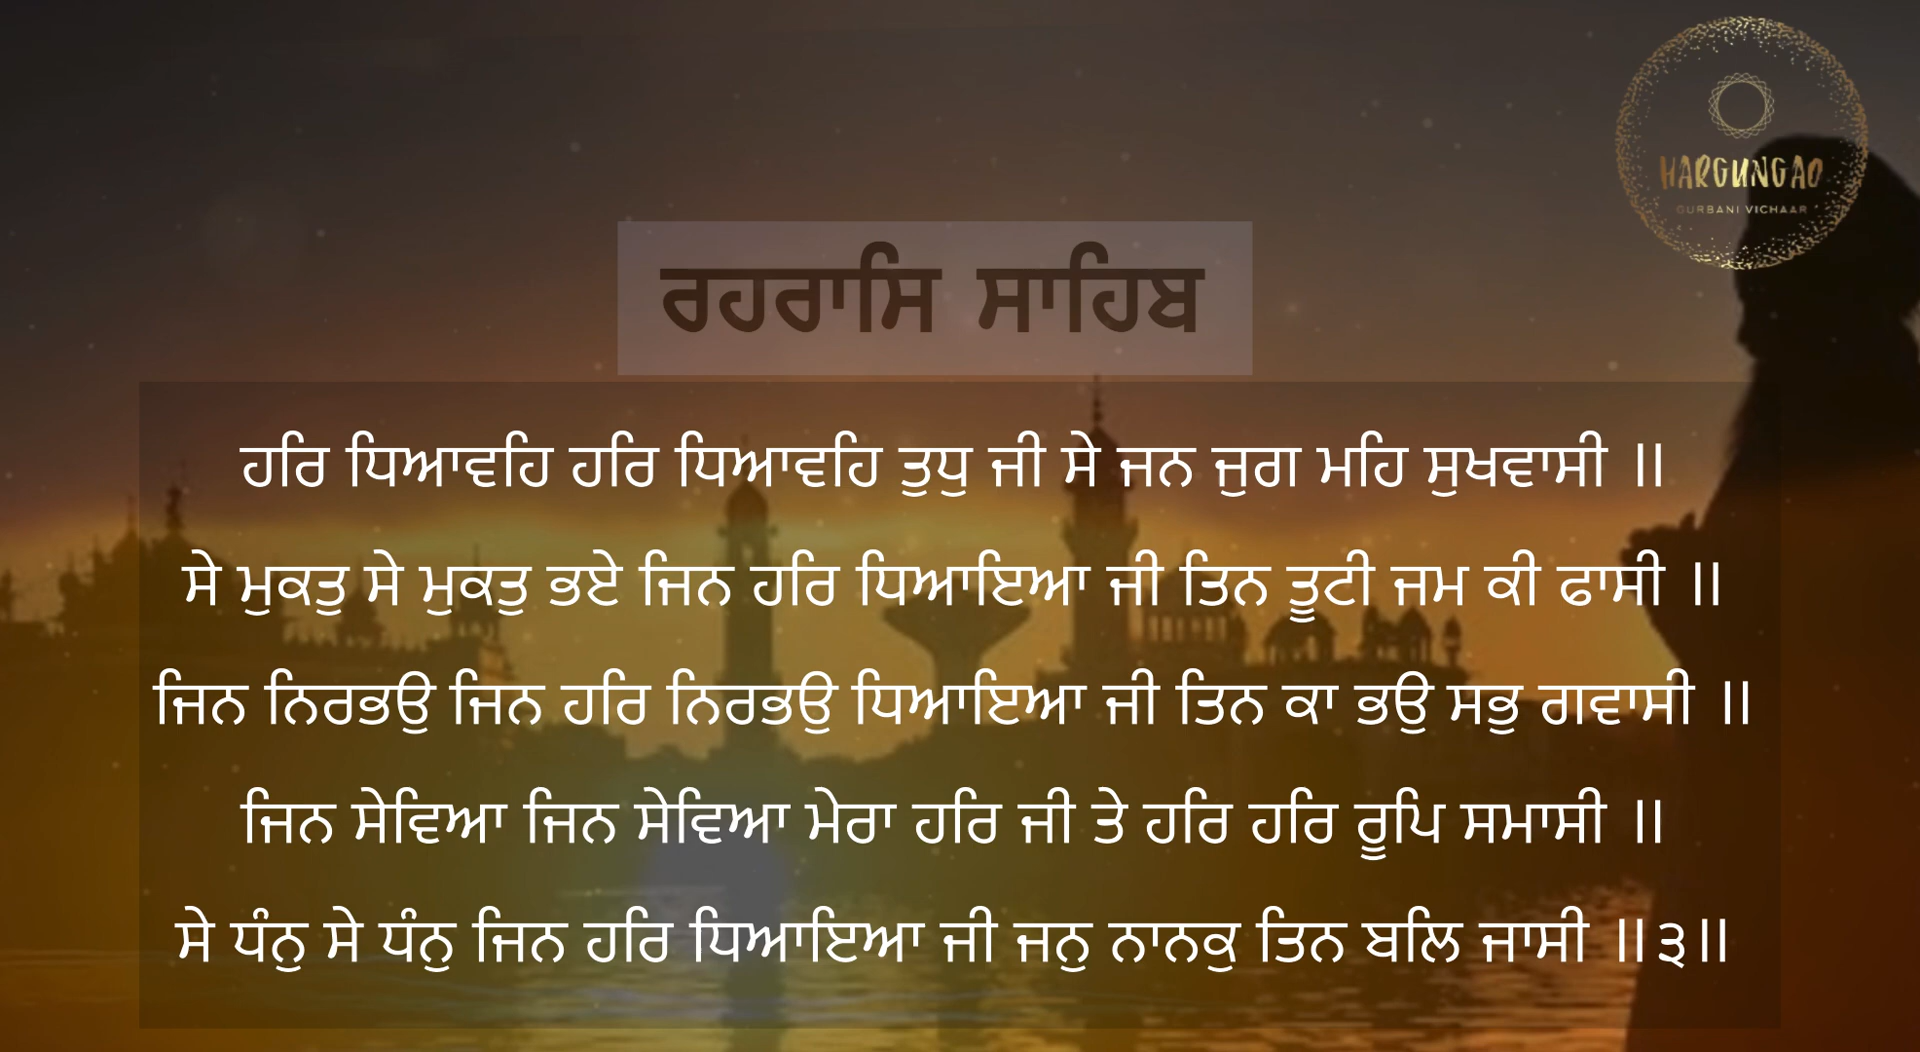 HARGUNGAO
GURBANI VICHAAR
ਰਹਰਾਸਿ ਸਾਹਿਬ
ਹਰਿ ਧਿਆਵਹਿ ਹਰਿ ਧਿਆਵਹਿ ਤੁਧੁ ਜੀ ਸੇ ਜਨ ਜੁਗ ਮਹਿ ਸੁਖਵਾਸੀ ॥
ਸੇ ਮੁਕਤੁ ਸੇ ਮੁਕਤੁ ਭਏ ਜਿਨ ਹਰਿ ਧਿਆਇਆ ਜੀ ਤਿਨ ਤੂਟੀ ਜਮ ਕੀ ਫਾਸੀ ॥
ਜਿਨ ਨਿਰਭਉ ਜਿਨ ਹਰਿ ਨਿਰਭਉ ਧਿਆਇਆ ਜੀ ਤਿਨ ਕਾ ਭਉ ਸਭੁ ਗਵਾਸੀ ॥
ਜਿਨ ਸੇਵਿਆ ਜਿਨ ਸੇਵਿਆ ਮੇਰਾ ਹਰਿ ਜੀ ਤੇ ਹਰਿ ਹਰਿ ਰੂਪਿ ਸਮਾਸੀ ॥
ਸੇ ਧੰਨੁ ਸੇ ਧੰਨੁ ਜਿਨ ਹਰਿ ਧਿਆਇਆ ਜੀ ਜਨੁ ਨਾਨਕੁ ਤਿਨ ਬਲਿ ਜਾਸੀ ॥੩॥